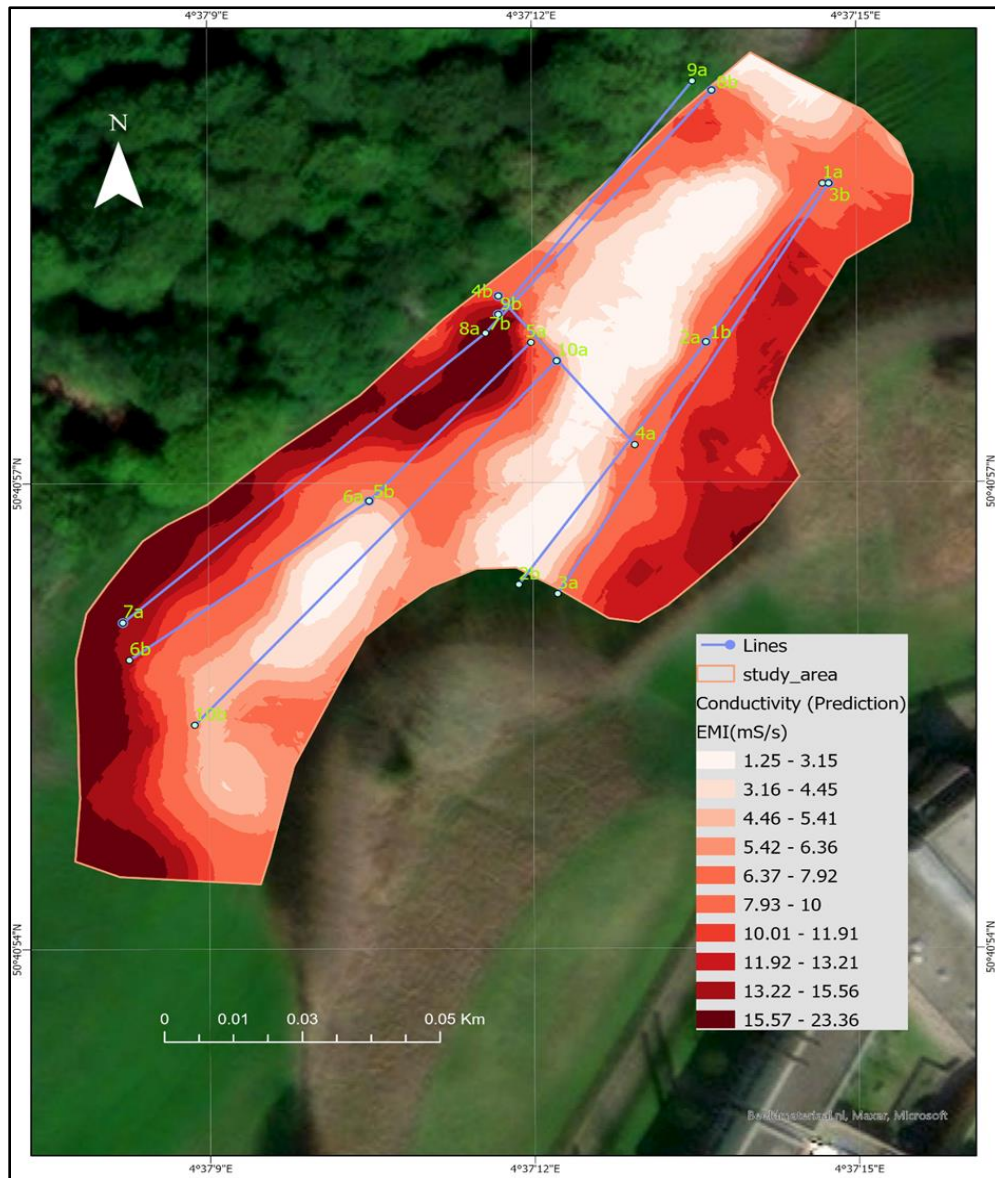 4°37'9"E
4°37'12"E
4°37'15"E
N
9a
8b
1a
3b
4b
9b
7b
8a
5a
10a
2a
1b
4a
6a
5b
2b
3a
7a
6b
10b
50°40'57"N
50°40'57"N
50°40'54"N
50°40'54"N
Lines
study_area
Conductivity (Prediction)
EMI(mS/s)
1.25 - 3.15
3.16 - 4.45
4.46 - 5.41
5.42 - 6.36
6.37 - 7.92
7.93 - 10
10.01 - 11.91
11.92 - 13.21
13.22 - 15.56
15.57 - 23.36
0 0.01 0.03 0.05 Km
Beeldmateriaal.nl, Maxar, Microsoft
4°37'9"E
4°37'12"E
4°37'15"E